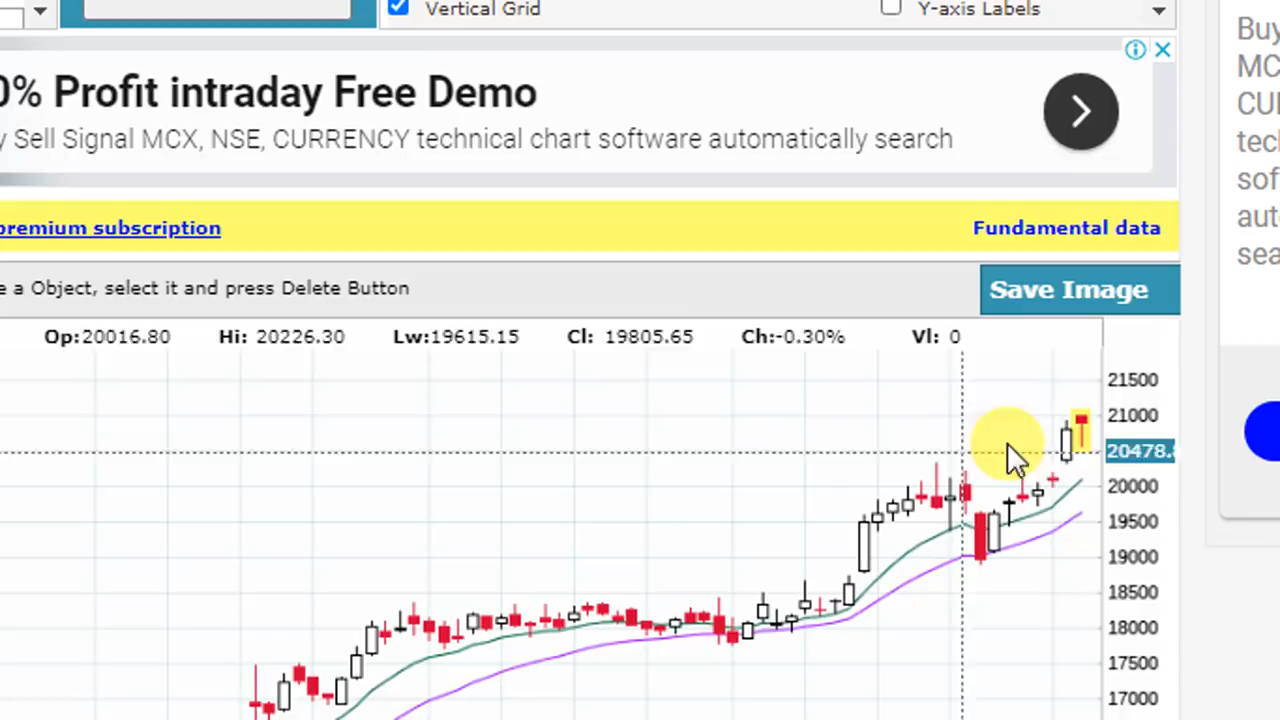 Vertical Grid
Y-axis Labels
0% Profit intraday Free Demo
y Sell Signal MCX, NSE, CURRENCY technical chart software automatically search
Buy
MC
CU
tec
sof
aut
sea
premium subscription
Fundamental data
e a Object, select it and press Delete Button
Save Image
Op:20016.80 Hi: 20226.30 Lw:19615.15 Cl: 19805.65 Ch:-0.30% Vl: 0
21500
21000
20478.
20000
19500
19000
18500
18000
17500
17000